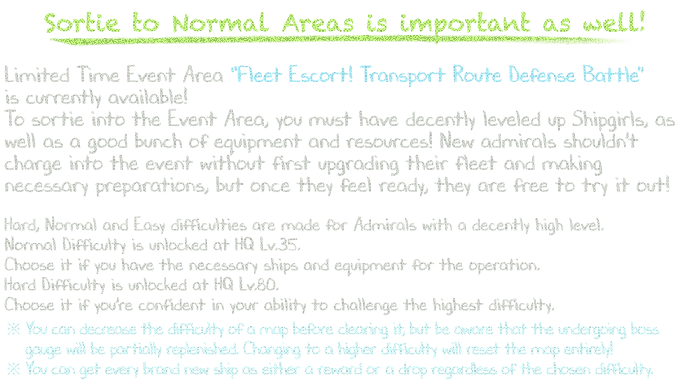 Sortie to Normal Areas is important as well!
Limited Time Event Area "Fleet Escort! Transport Route Defense Battle"
is currently available!
To sortie into the Event Area, you must have decently leveled up Shipgirls, as
well as a good bunch of equipment and resources! New admirals shouldn't
charge into the event without first upgrading their fleet and making
necessary preparations, but once they feel ready, they are free to try it out!
Hard, Normal and Easy difficulties are made for Admirals with a decently high level.
Normal Difficulty is unlocked at HQ Lv.35.
Choose it if you have the necessary ships and equipment for the operation.
Hard Difficulty is unlocked at HQ Lv.80.
Choose it if you're confident in your ability to challenge the highest difficulty.
※ You can decrease the difficulty of a map before clearing it, but be aware that the undergoing boss
gauge will be partially replenished. Changing to a higher difficulty will reset the map entirely!
※ You can get every brand new ship as either a reward or a drop regardless of the chosen difficulty.